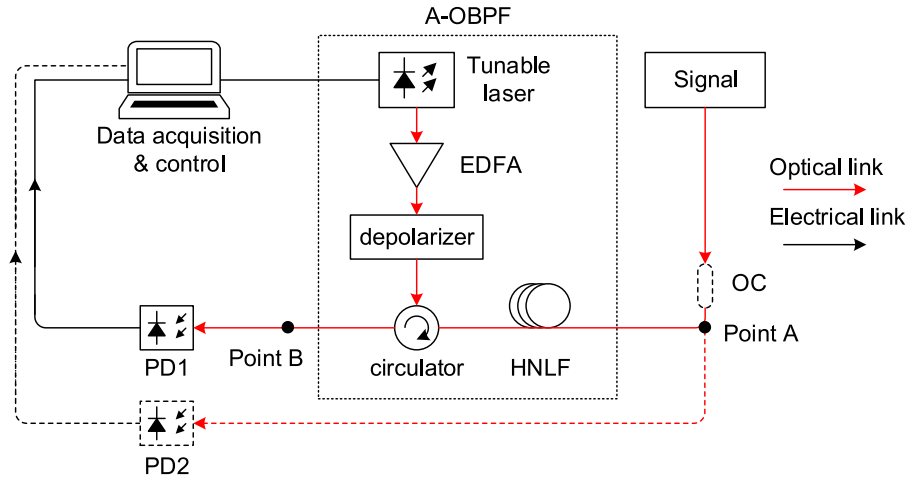 A-OBPF
Tunable
laser
Signal
Data acquisition
& control
EDFA
Optical link
Electrical link
depolarizer
OC
Point A
Point B
PD1
circulator
HNLF
PD2